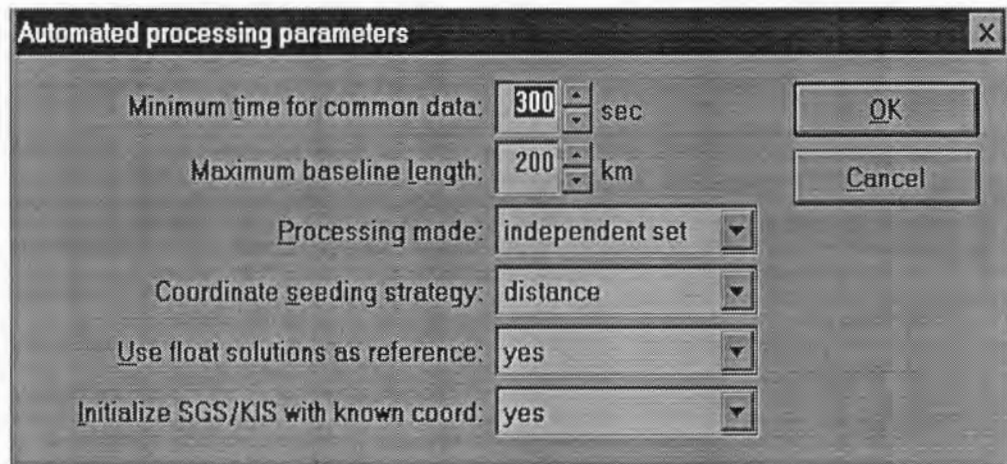 Automated processing parameters
Minimum time for common data: 300 sec
OK
Maximum baseline length: 200 km
Cancel
Processing mode: independent set
Coordinate seeding strategy: distance
Use float solutions as reference: yes
Initialize SGS/KIS with known coord: yes